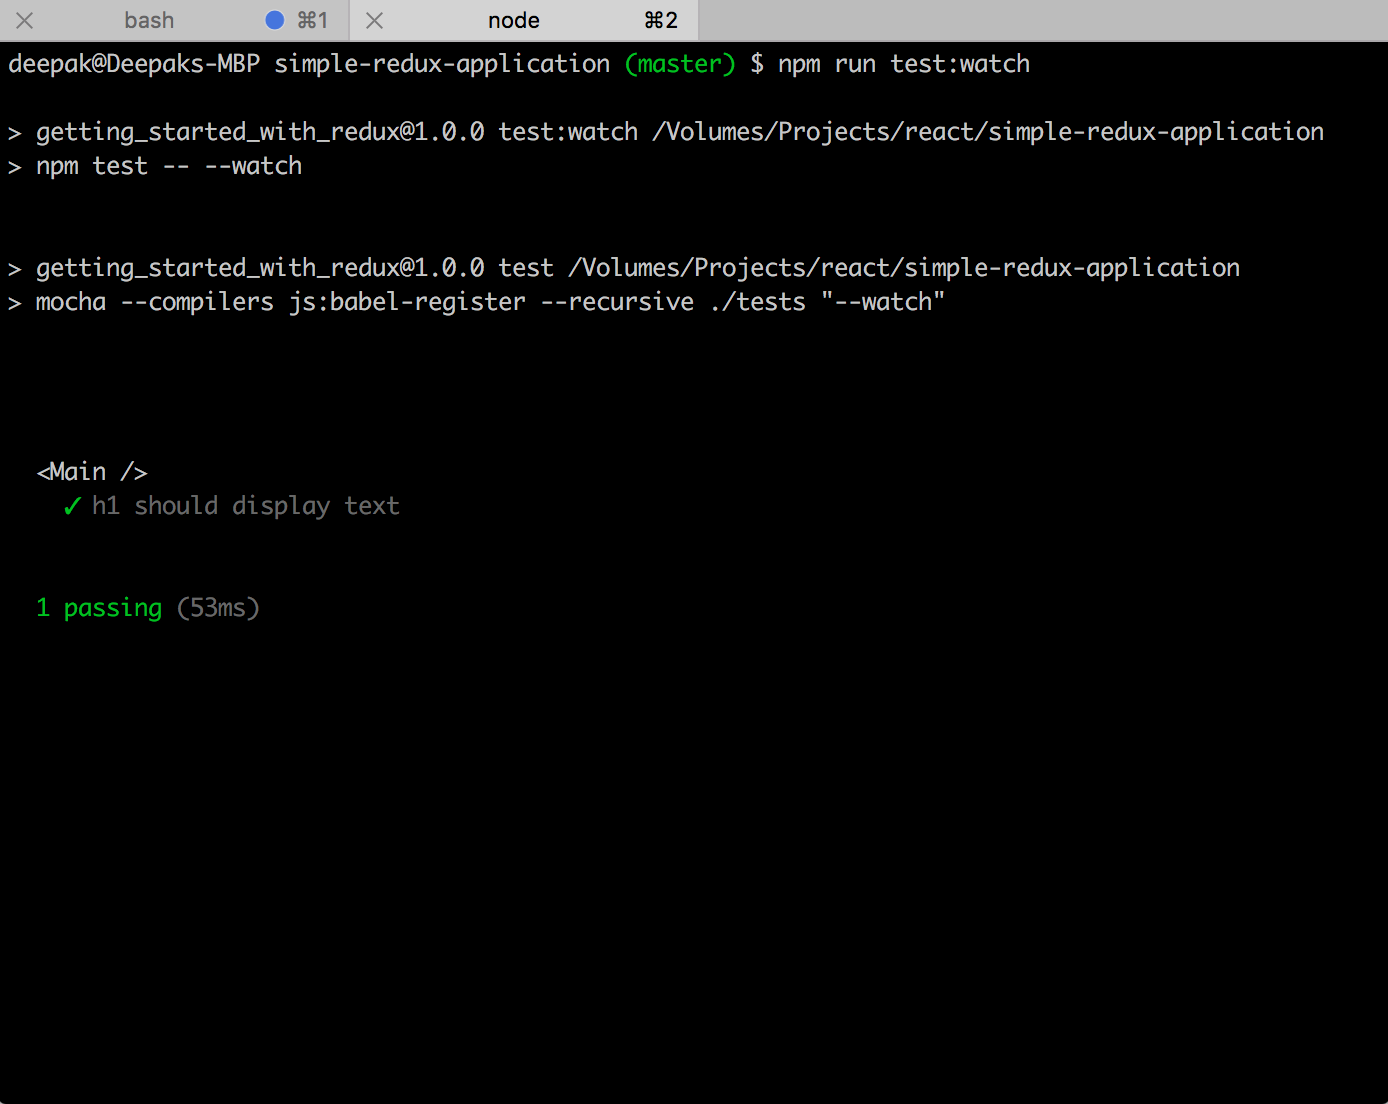 bash ⌘1 node ⌘2
deepak@Deepaks-MBP simple-redux-application (master) $ npm run test:watch
> getting_started_with_redux@1.0.0 test:watch /Volumes/Projects/react/simple-redux-application
> npm test -- --watch
> getting_started_with_redux@1.0.0 test /Volumes/Projects/react/simple-redux-application
> mocha --compilers js:babel-register --recursive ./tests "--watch"
<Main />
✓ h1 should display text
1 passing (53ms)